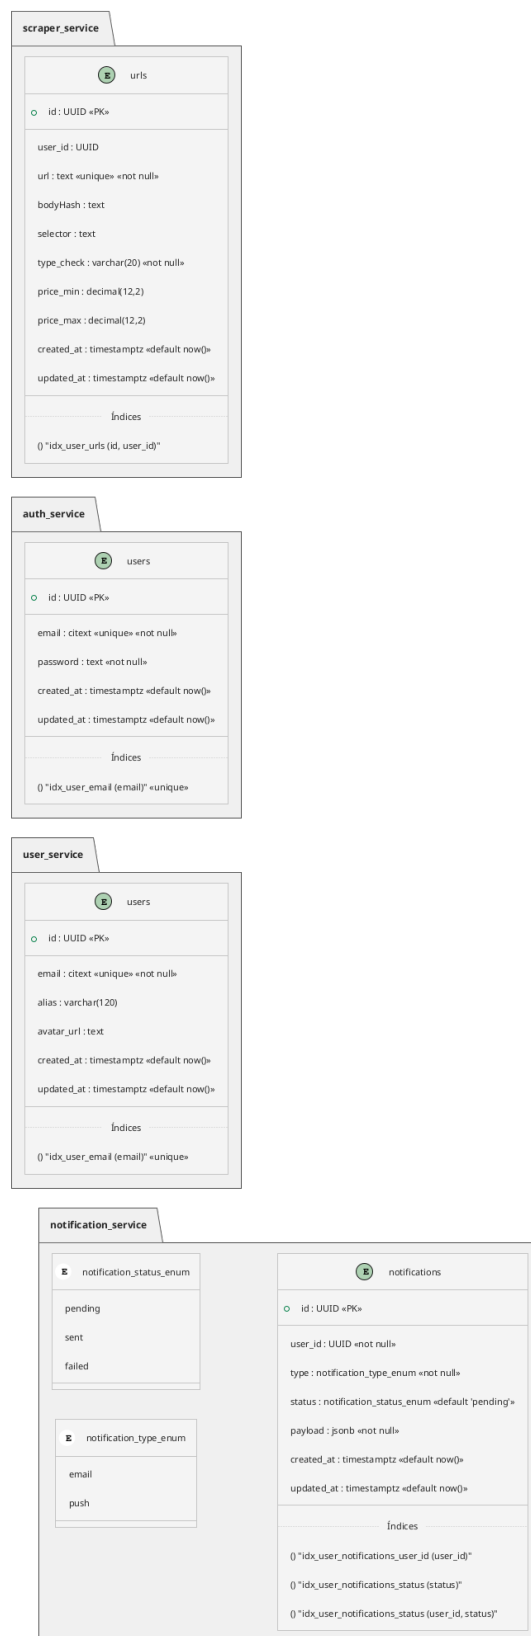 scraper_service
E urls
id : UUID «PK»
user_id : UUID
url : text «unique» «not null»
bodyHash : text
selector : text
type_check : varchar(20) «not null»
price_min : decimal(12,2)
price_max : decimal(12,2)
created_at : timestamptz «default now()»
updated_at : timestamptz «default now()»
Índices
() "idx_user_urls (id, user_id)"
auth_service
E users
id : UUID «PK»
email : citext «unique» «not null»
password : text «not null»
created_at : timestamptz «default now()»
updated_at : timestamptz «default now()»
Índices
() "idx_user_email (email)" «unique»
user_service
E users
id : UUID «PK»
email : citext «unique» «not null»
alias : varchar(120)
avatar_url : text
created_at : timestamptz «default now()»
updated_at : timestamptz «default now()»
Índices
() "idx_user_email (email)" «unique»
notification_service
E notification_status_enum
pending
sent
failed
E notification_type_enum
email
push
E notifications
id : UUID «PK»
user_id : UUID «not null»
type : notification_type_enum «not null»
status : notification_status_enum «default 'pending'»
payload : jsonb «not null»
created_at : timestamptz «default now()»
updated_at : timestamptz «default now()»
Índices
() "idx_user_notifications_user_id (user_id)"
() "idx_user_notifications_status (status)"
() "idx_user_notifications_status (user_id, status)"